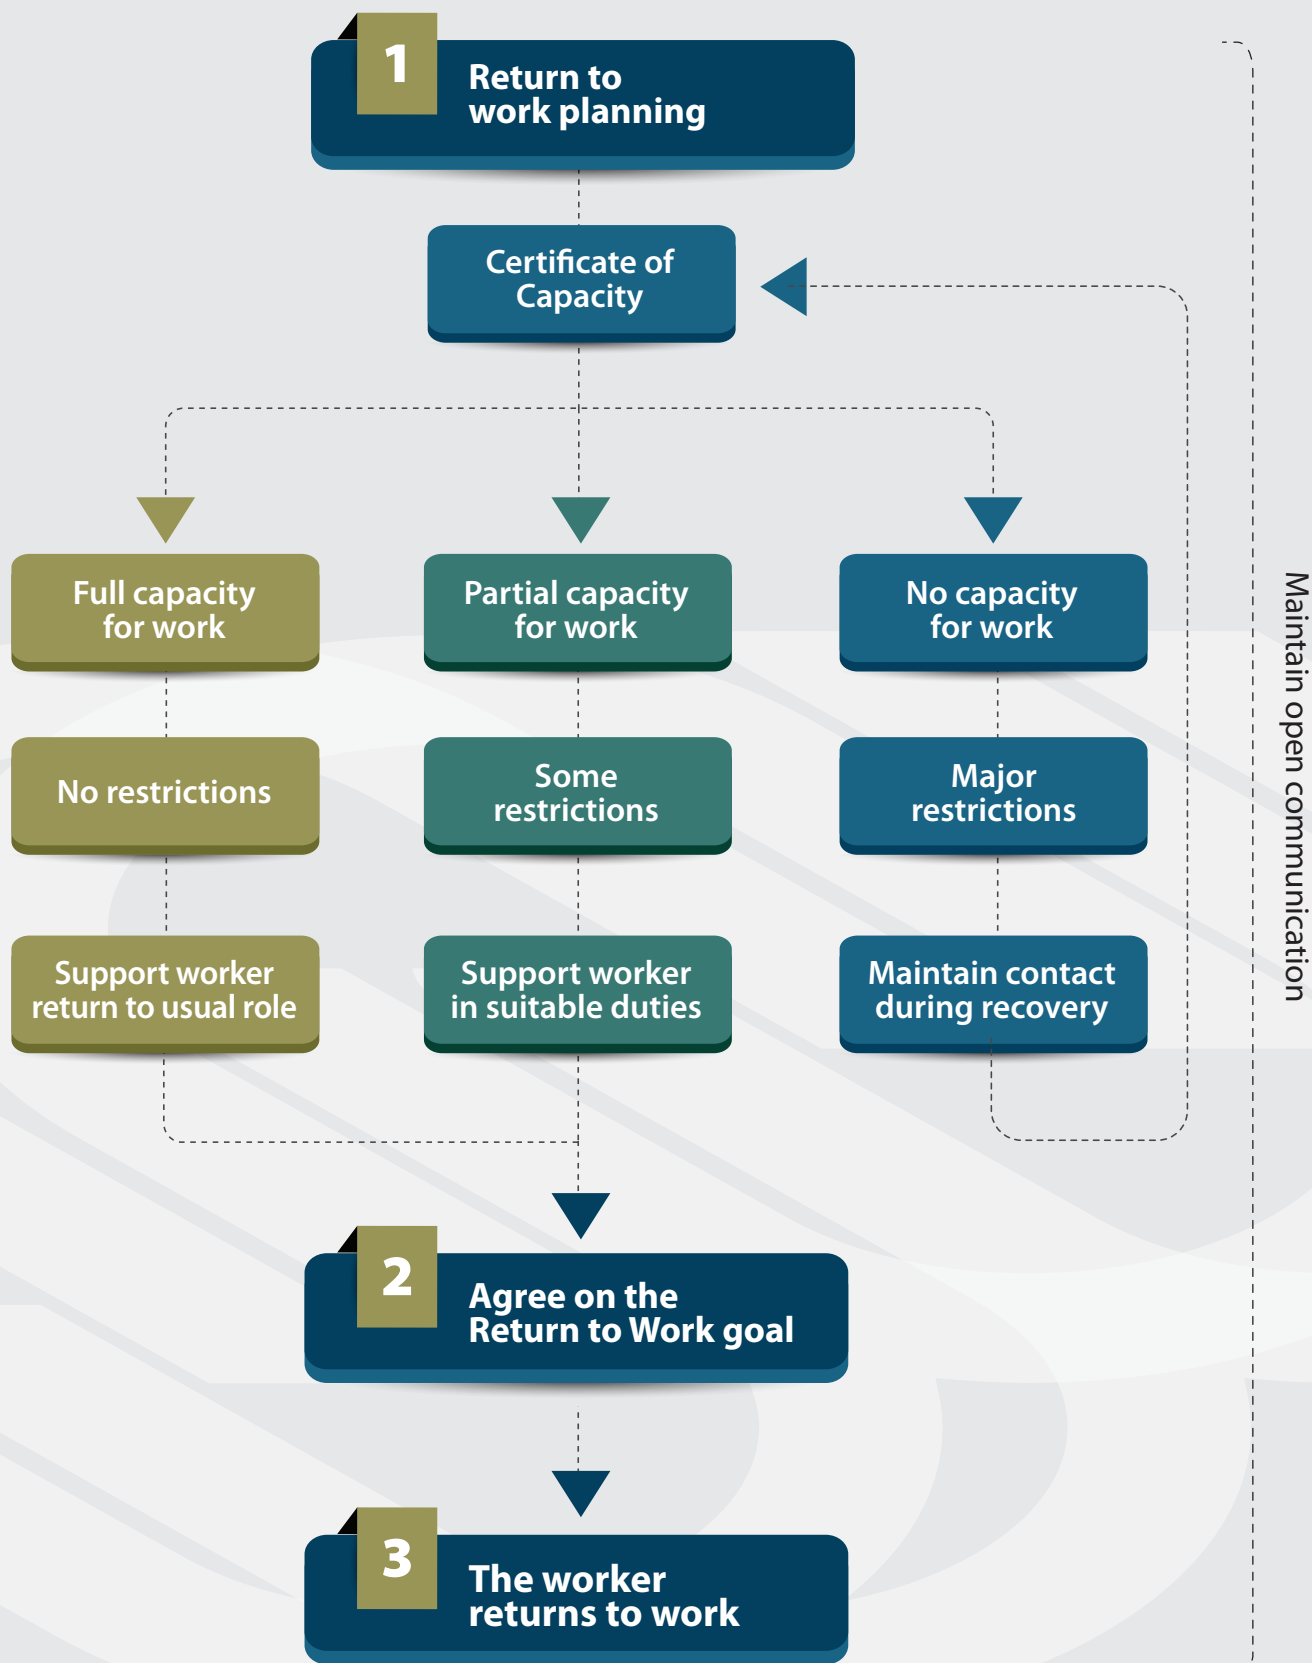 1
Return to
work planning
Certificate of
Capacity
Full capacity
for work
Partial capacity
for work
No capacity
for work
No restrictions
Some
restrictions
Major
restrictions
Support worker
return to usual role
Support worker
in suitable duties
Maintain contact
during recovery
Maintain open communication
2
Agree on the
Return to Work goal
3
The worker
returns to work